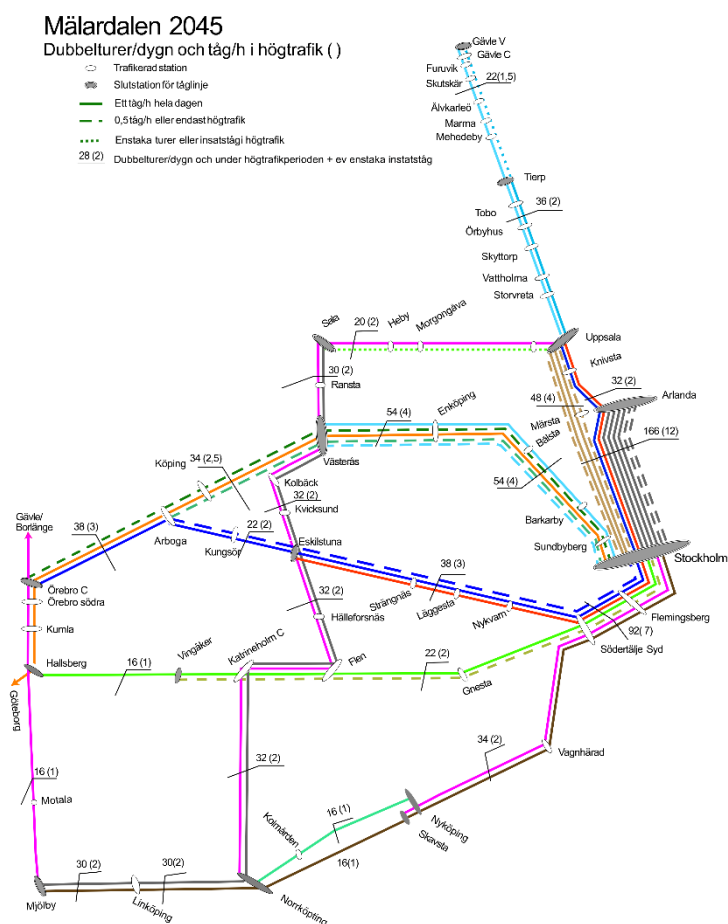 Mälardalen 2045
Dubbelturer/dygn och tåg/h i högtrafik ( )
Trafikerad station
Slutstation för tåglinje
Ett tåg/h hela dagen
0,5tåg/h eller endast högtrafik
Enstaka turer eller insatståg i högtrafik
28 (2) Dubbelturer/dygn och under högtrafikperioden + ev enstaka instatståg
Gävle V
Gävle C
Furuvik
Skutskär
22(1,5)
Älvkarleö
Marma
Mehedeby
Tierp
Tobo
36 (2)
Örbyhus
Skyttorp
Vattholma
Storvreta
Sala
Heby
Morgongåva
20 (2)
Uppsala
Knivsta
30 (2)
Ransta
32 (2)
Arlanda
48 (4)
Märsta
Enköping
54 (4)
Bålsta
166 (12)
Västerås
Köping
34 (2,5)
Kolbäck
54 (4)
32 (2)
Kvicksund
Gävle/
Borlänge
38 (3)
Arboga
22 (2)
Kungsör
Eskilstuna
Barkarby
Sundbyberg
Stockholm
Örebro C
Örebro södra
38 (3)
Strängnäs
Läggesta
Nykvarn
32 (2)
Hälleforsnäs
Flemingsberg
92( 7)
Södertälje Syd
Kumla
Hallsberg
Vingåker
Katrineholm C
Flen
16 (1)
22 (2)
Gnesta
Göteborg
Vagnhärad
34 (2)
32 (2)
16 (1)
Motala
Kolmården
16 (1)
Nyköping
Skavsta
16(1)
30 (2)
30(2)
Mjölby
Linköping
Norrköpting